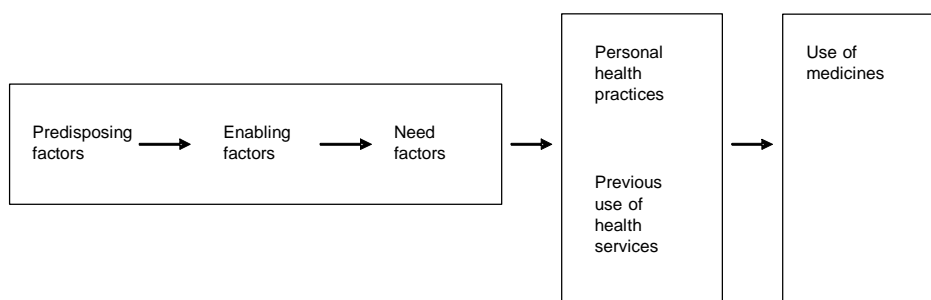 Predisposing
factors
Enabling
factors
Need
factors
Personal
health
practices
Previous
use of
health
services
Use of
medicines